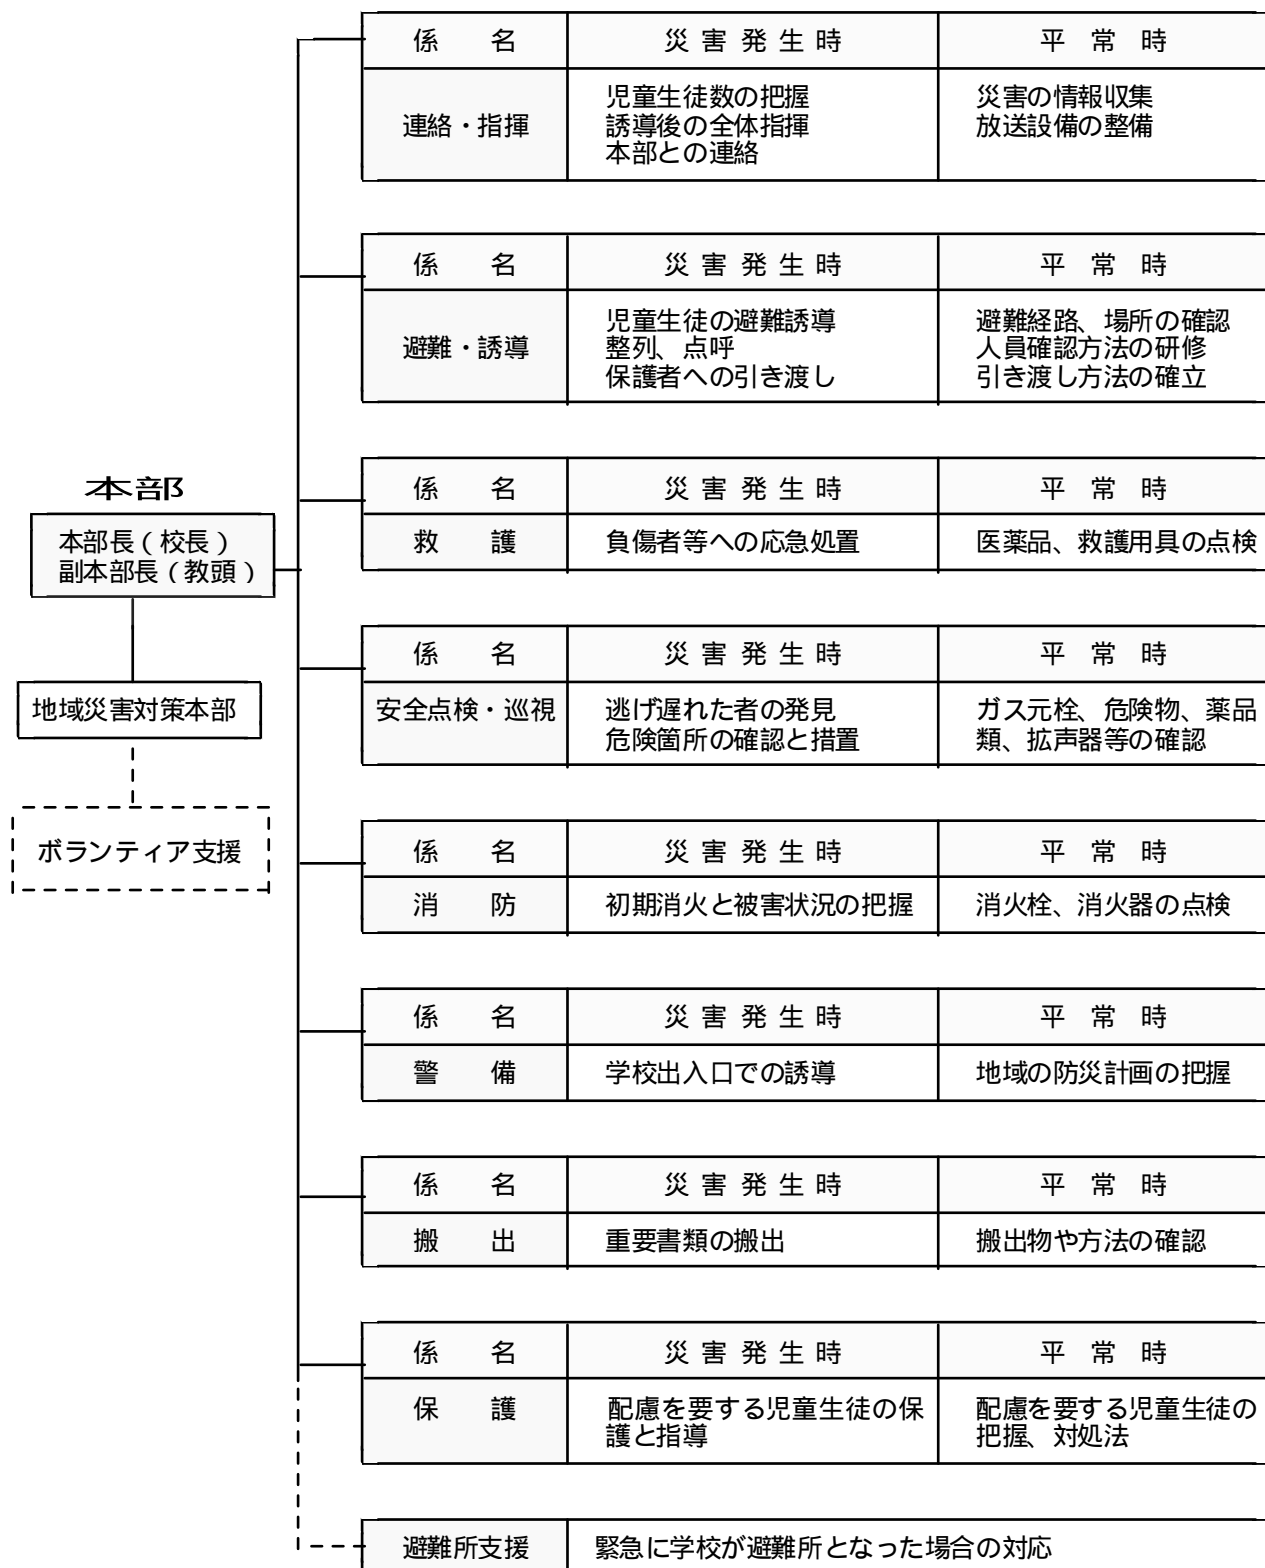 係　名　災害発生時　平常時
連絡・指揮　児童生徒数の把握　災害の情報収集
誘導後の全体指揮　放送設備の整備
本部との連絡
係　名　災害発生時　平常時
避難・誘導　児童生徒の避難誘導　避難経路、場所の確認
整列、点呼　人員確認方法の研修
保護者への引き渡し　引き渡し方法の確立
本部
本部長（校長）
副本部長（教頭）
地域災害対策本部
ボランティア支援
係　名　災害発生時　平常時
救　護　負傷者等への応急処置　医薬品、救護用具の点検
係　名　災害発生時　平常時
安全点検・巡視　逃げ遅れた者の発見　ガス元栓、危険物、薬品
危険箇所の確認と措置　類、拡声器等の確認
係　名　災害発生時　平常時
消　防　初期消火と被害状況の把握　消火栓、消火器の点検
係　名　災害発生時　平常時
警　備　学校出入口での誘導　地域の防災計画の把握
係　名　災害発生時　平常時
搬　出　重要書類の搬出　搬出物や方法の確認
係　名　災害発生時　平常時
保　護　配慮を要する児童生徒の保　配慮を要する児童生徒の
護と指導　把握、対処法
避難所支援　緊急に学校が避難所となった場合の対応